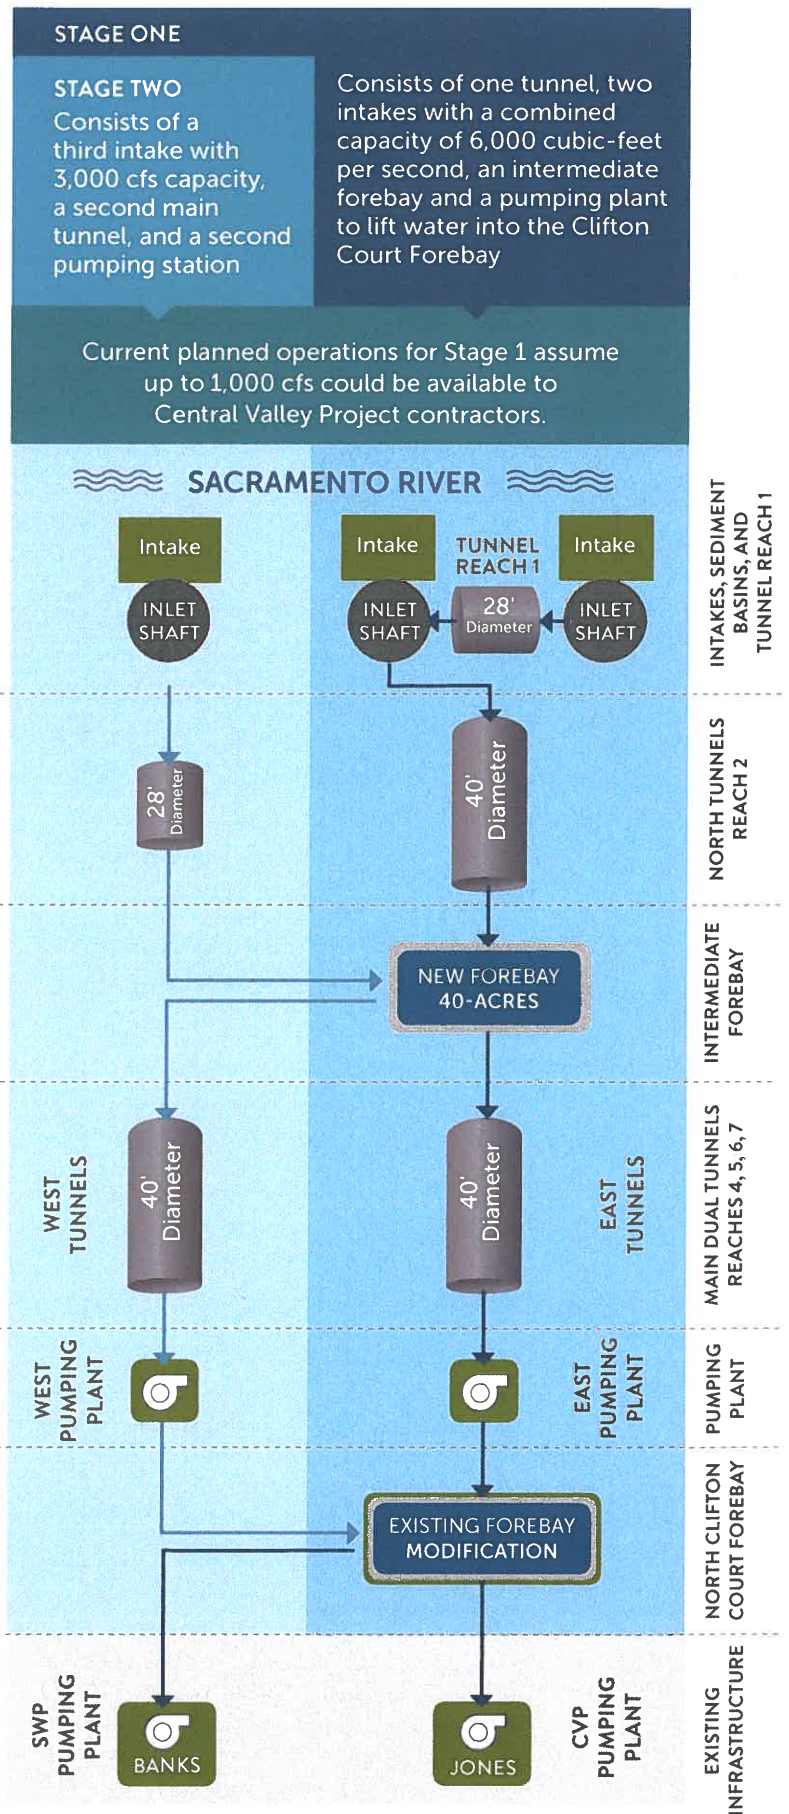 STAGE ONE
STAGE TWO
Consists of a
third intake with
3,000 cfs capacity,
a second main
tunnel, and a second
pumping station
Consists of one tunnel, two
intakes with a combined
capacity of 6,000 cubic-feet
per second, an intermediate
forebay and a pumping plant
to lift water into the Clifton
Court Forebay
Current planned operations for Stage 1 assume
up to 1,000 cfs could be available to
Central Valley Project contractors.
SACRAMENTO RIVER
Intake
INLET
SHAFT
Intake
INLET
SHAFT
TUNNEL
REACH 1
28'
Diameter
Intake
INLET
SHAFT
INTAKES, SEDIMENT
BASINS, AND
TUNNEL REACH 1
28'
Diameter
40'
Diameter
NORTH TUNNELS
REACH 2
NEW FOREBAY
40-ACRES
INTERMEDIATE
FOREBAY
WEST
TUNNELS
40'
Diameter
40'
Diameter
EAST
TUNNELS
MAIN DUAL TUNNELS
REACHES 4, 5, 6, 7
WEST
PUMPING
PLANT
EAST
PUMPING
PLANT
PUMPING
PLANT
EXISTING FOREBAY
MODIFICATION
NORTH CLIFTON
COURT FOREBAY
SWP
PUMPING
PLANT
BANKS
JONES
CVP
PUMPING
PLANT
EXISTING
INFRASTRUCTURE